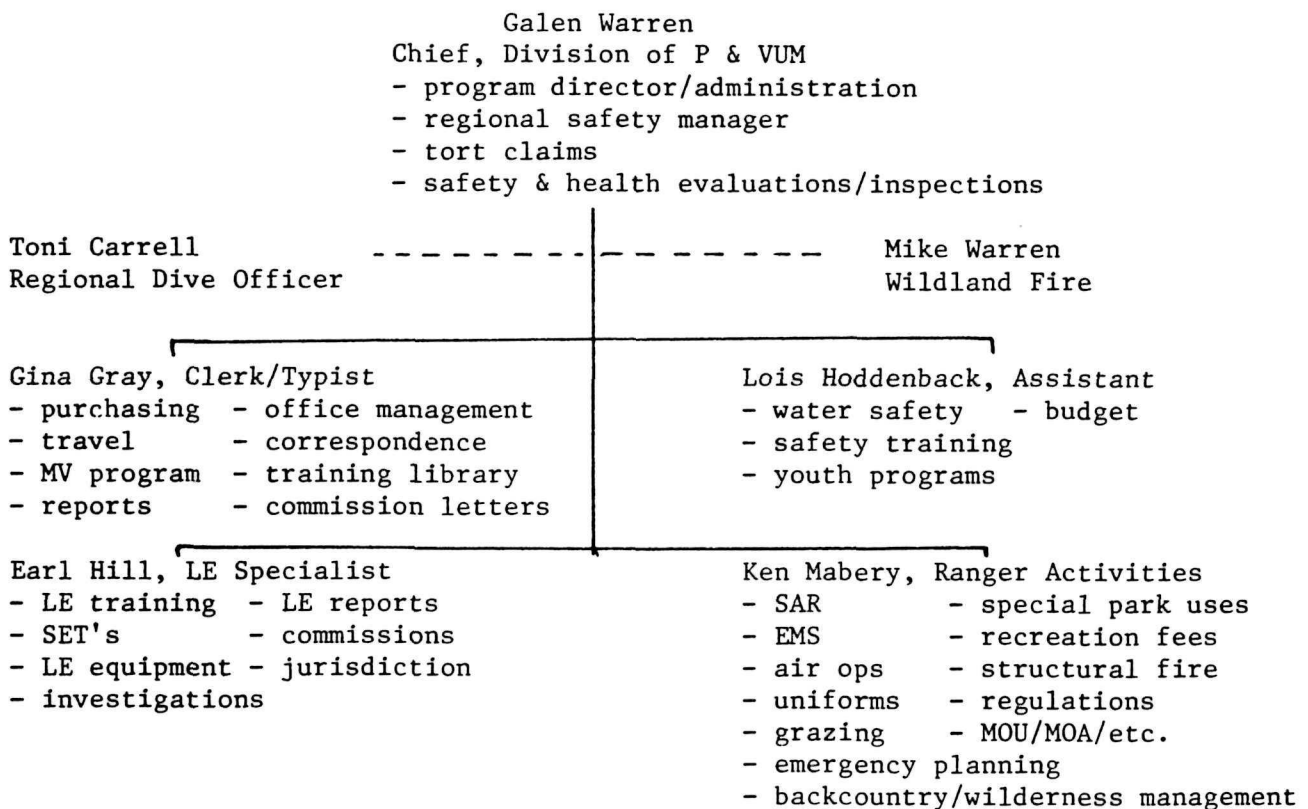 Galen Warren
Chief, Division of P & VUM
- program director/administration
- regional safety manager
- tort claims
- safety & health evaluations/inspections
Toni Carrell
Regional Dive Officer
Mike Warren
Wildland Fire
Gina Gray, Clerk/Typist
- purchasing - office management
- travel - correspondence
- MV program - training library
- reports - commission letters
Lois Hoddenback, Assistant
- water safety - budget
- safety training
- youth programs
Earl Hill, LE Specialist
- LE training - LE reports
- SET's - commissions
- LE equipment - jurisdiction
- investigations
Ken Mabery, Ranger Activities
- SAR - special park uses
- EMS - recreation fees
- air ops - structural fire
- uniforms - regulations
- grazing - MOU/MOA/etc.
- emergency planning
- backcountry/wilderness management